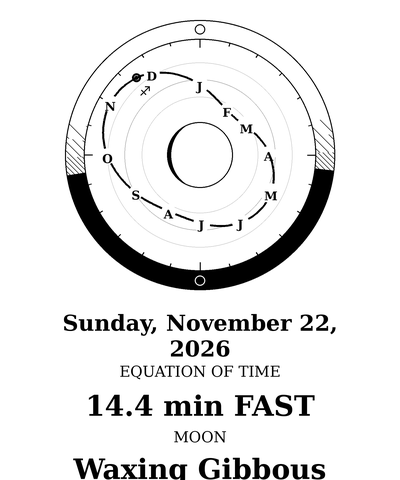 D
J
N
F
M
O
A
S
M
A
J
J
Sunday, November 22,
2026
EQUATION OF TIME
14.4 min FAST
MOON
Waxing Gibbous